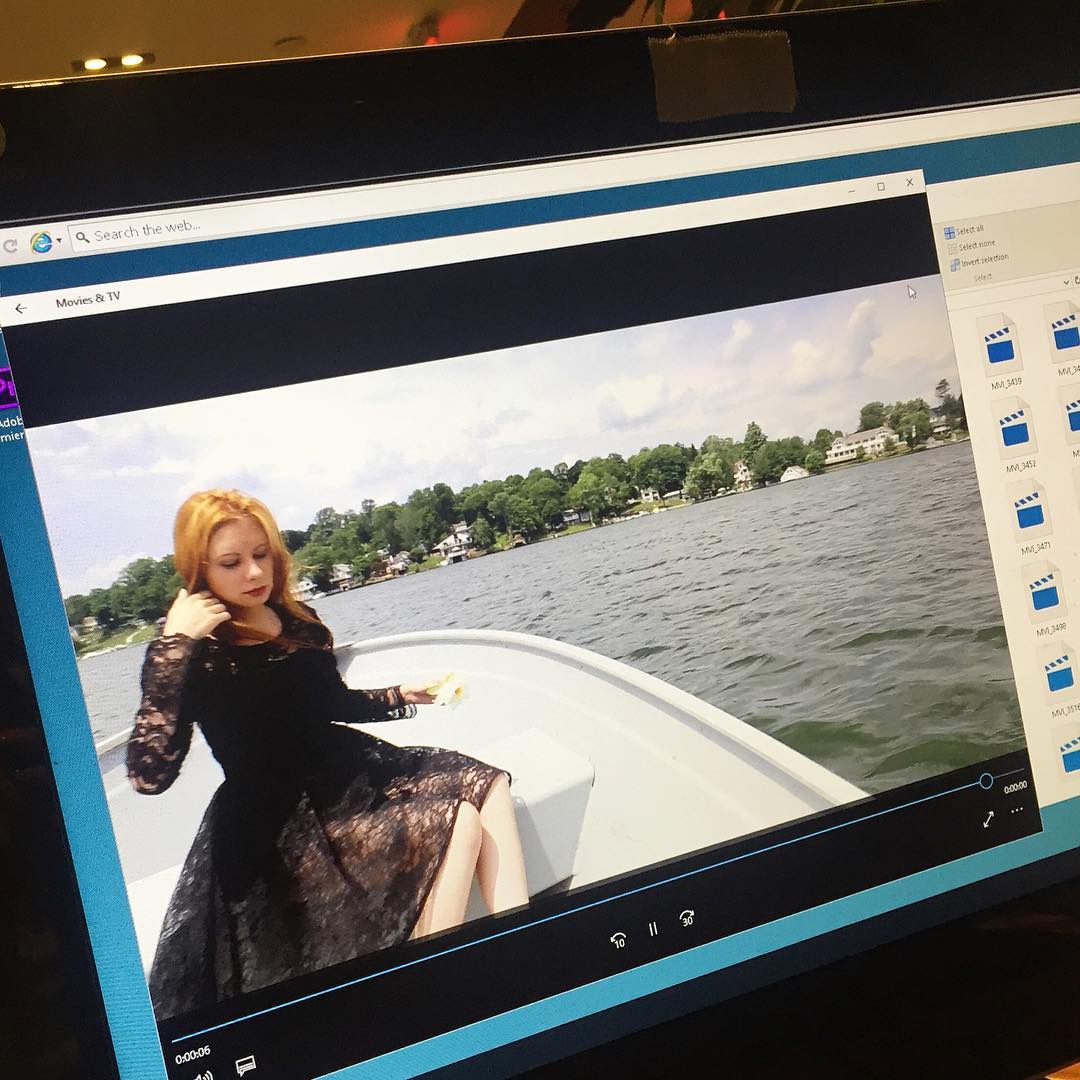 Search the web...
Movies & TV
Select all
Select none
Invert selection
Select
MVI_3439
MVI_34
MVI_3452
MVI_3471
MVI_3498
MVI_3516
Pr
Adob
mier
0:00:00
10
30
0:00:06